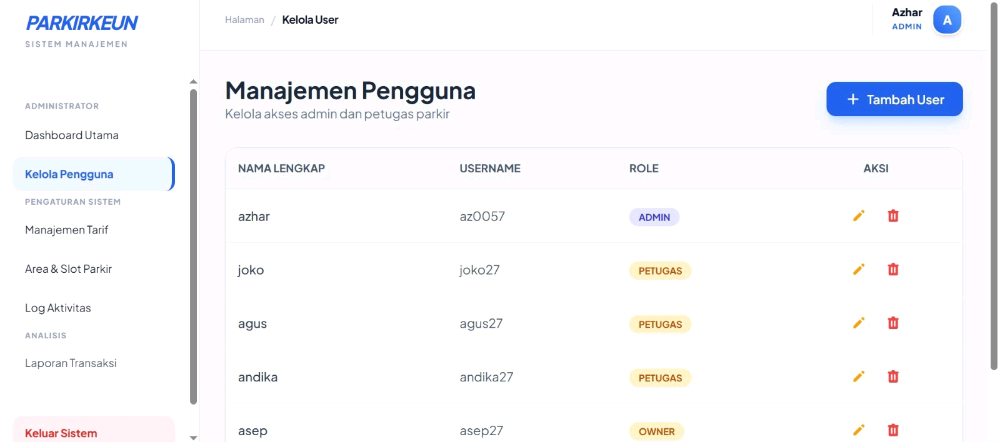 PARKIRKEUN
SISTEM MANAJEMEN
ADMINISTRATOR
Dashboard Utama
Kelola Pengguna
PENGATURAN SISTEM
Manajemen Tarif
Area & Slot Parkir
Log Aktivitas
ANALISIS
Laporan Transaksi
Keluar Sistem
Halaman / Kelola User
Azhar
ADMIN
A
Manajemen Pengguna
Kelola akses admin dan petugas parkir
+ Tambah User
NAMA LENGKAP USERNAME ROLE AKSI
azhar az0057 ADMIN
joko joko27 PETUGAS
agus agus27 PETUGAS
andika andika27 PETUGAS
asep asep27 OWNER